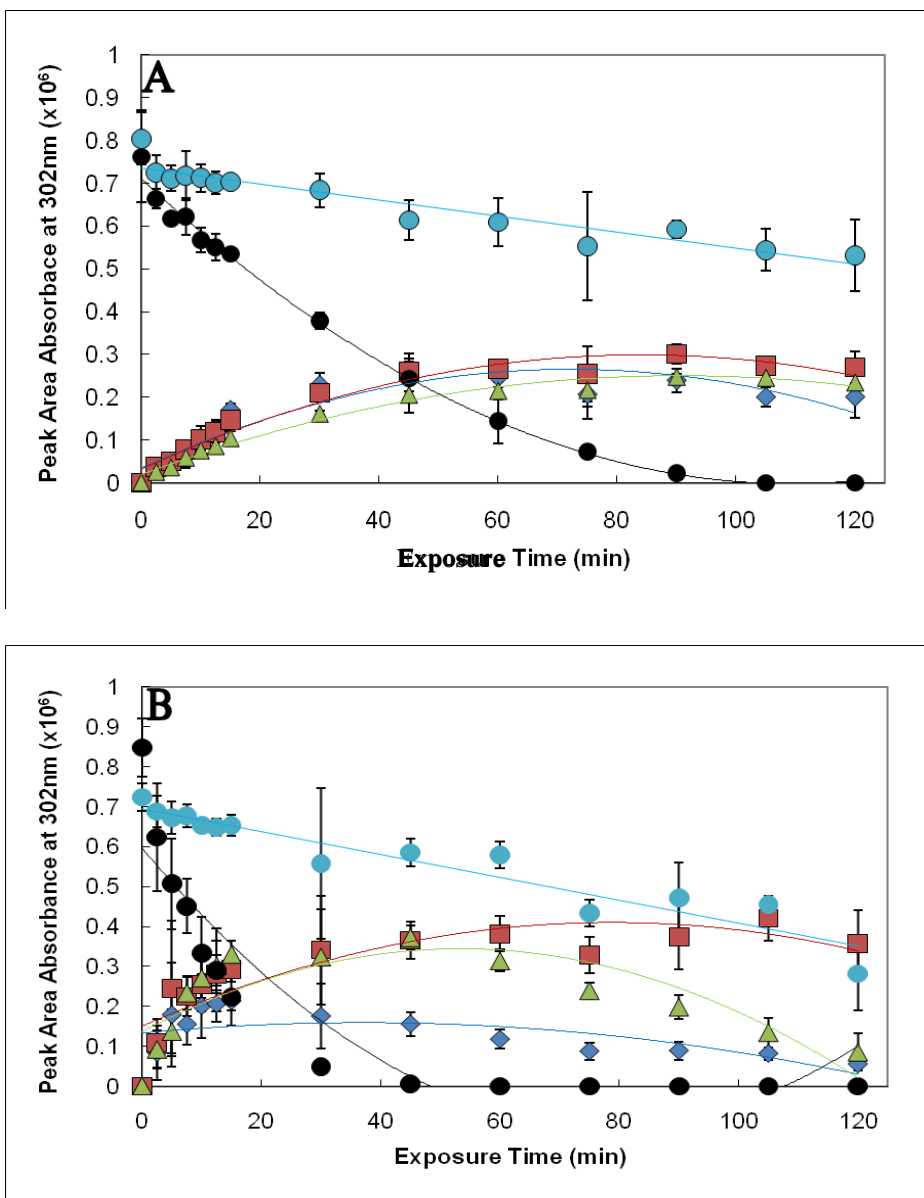 A
1
0.9
0.8
0.7
0.6
0.5
0.4
0.3
0.2
0.1
0
0 20 40 60 80 100 120
Peak Area Absorbace at 302nm (x10⁶)
Exposure Time (min)
B
1
0.9
0.8
0.7
0.6
0.5
0.4
0.3
0.2
0.1
0
0 20 40 60 80 100 120
Peak Area Absorbance at 302nm (x10⁶)
Exposure Time (min)